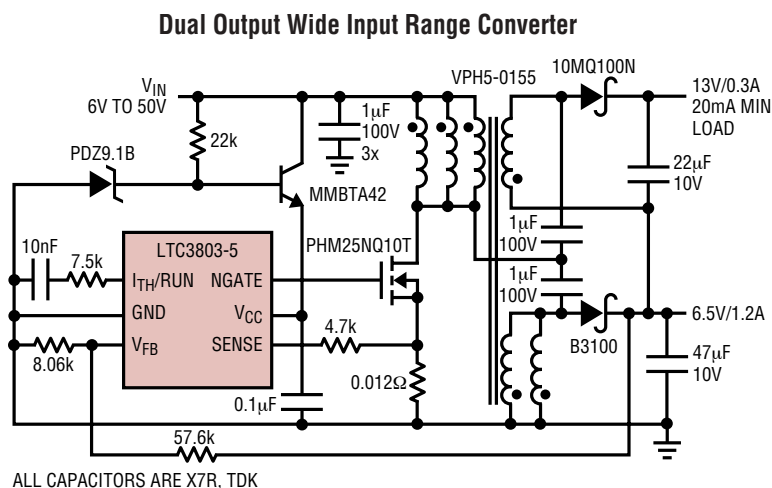 Dual Output Wide Input Range Converter
VIN
6V TO 50V
PDZ9.1B
22k
1µF
100V
3x
MMBTA42
VPH5-0155
10MQ100N
13V/0.3A
20mA MIN
LOAD
22µF
10V
10nF
7.5k
LTC3803-5
ITH/RUN
NGATE
GND
VCC
VFB
SENSE
PHM25NQ10T
1µF
100V
1µF
100V
B3100
6.5V/1.2A
8.06k
4.7k
0.012Ω
0.1µF
47µF
10V
57.6k
ALL CAPACITORS ARE X7R, TDK